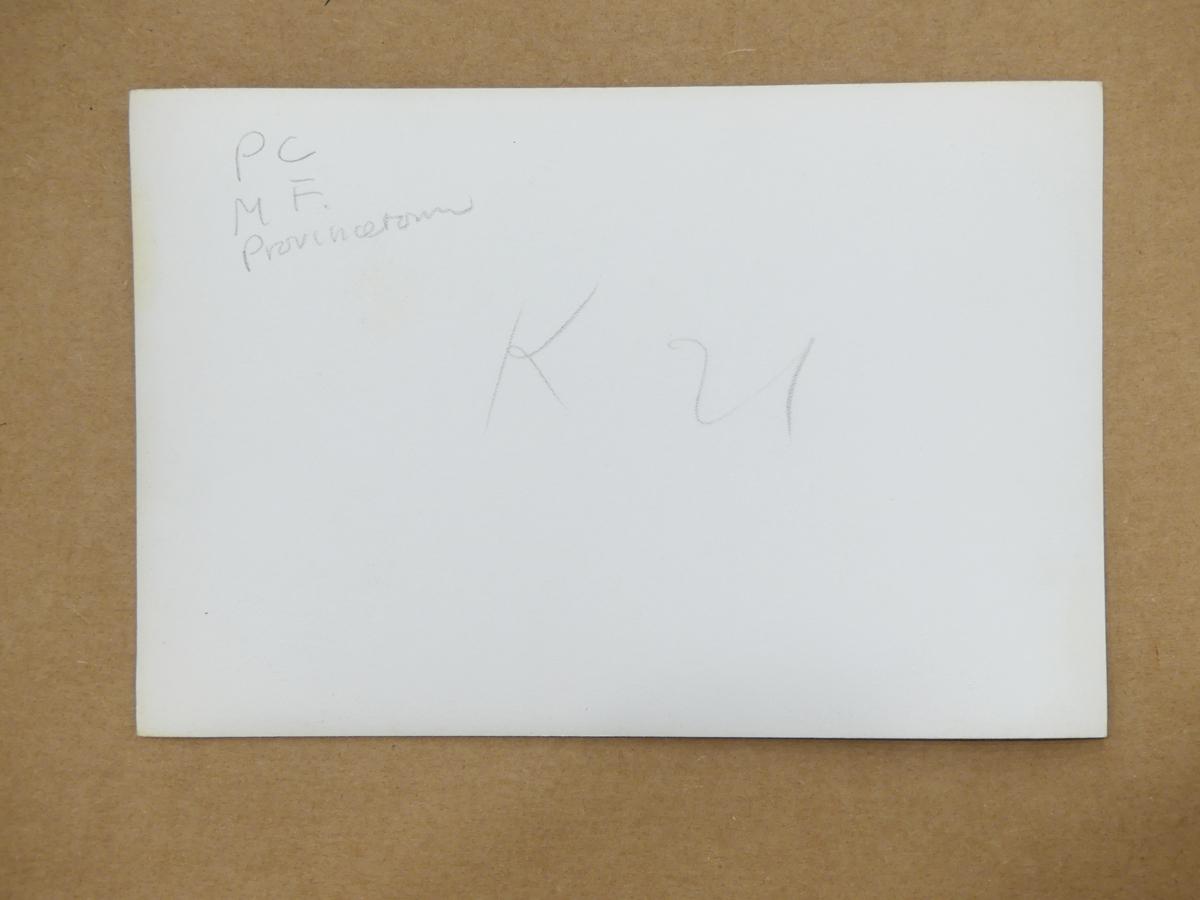 PC
M F.
Provincetown
K 21